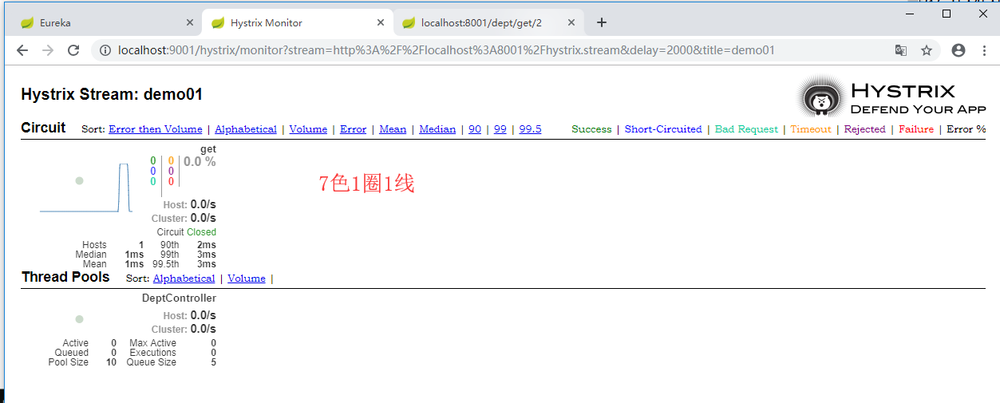 Eureka
Hystrix Monitor
localhost:8001/dept/get/2
localhost:9001/hystrix/monitor?stream=http%3A%2F%2Flocalhost%3A8001%2Fhystrix.stream&delay=2000&title=demo01
Hystrix Stream: demo01
HYSTRIX
DEFEND YOUR APP
Circuit Sort: Error then Volume | Alphabetical | Volume | Error | Mean | Median | 90 | 99 | 99.5 Success | Short-Circuited | Bad Request | Timeout | Rejected | Failure | Error %
get
0 0 0.0 %
0 0
0 0
7色1圈1线
Host: 0.0/s
Cluster: 0.0/s
Circuit Closed
Hosts 1 90th 2ms
Median 1ms 99th 3ms
Mean 1ms 99.5th 3ms
Thread Pools Sort: Alphabetical | Volume |
DeptController
Host: 0.0/s
Cluster: 0.0/s
Active 0 Max Active 0
Queued 0 Executions 0
Pool Size 10 Queue Size 5